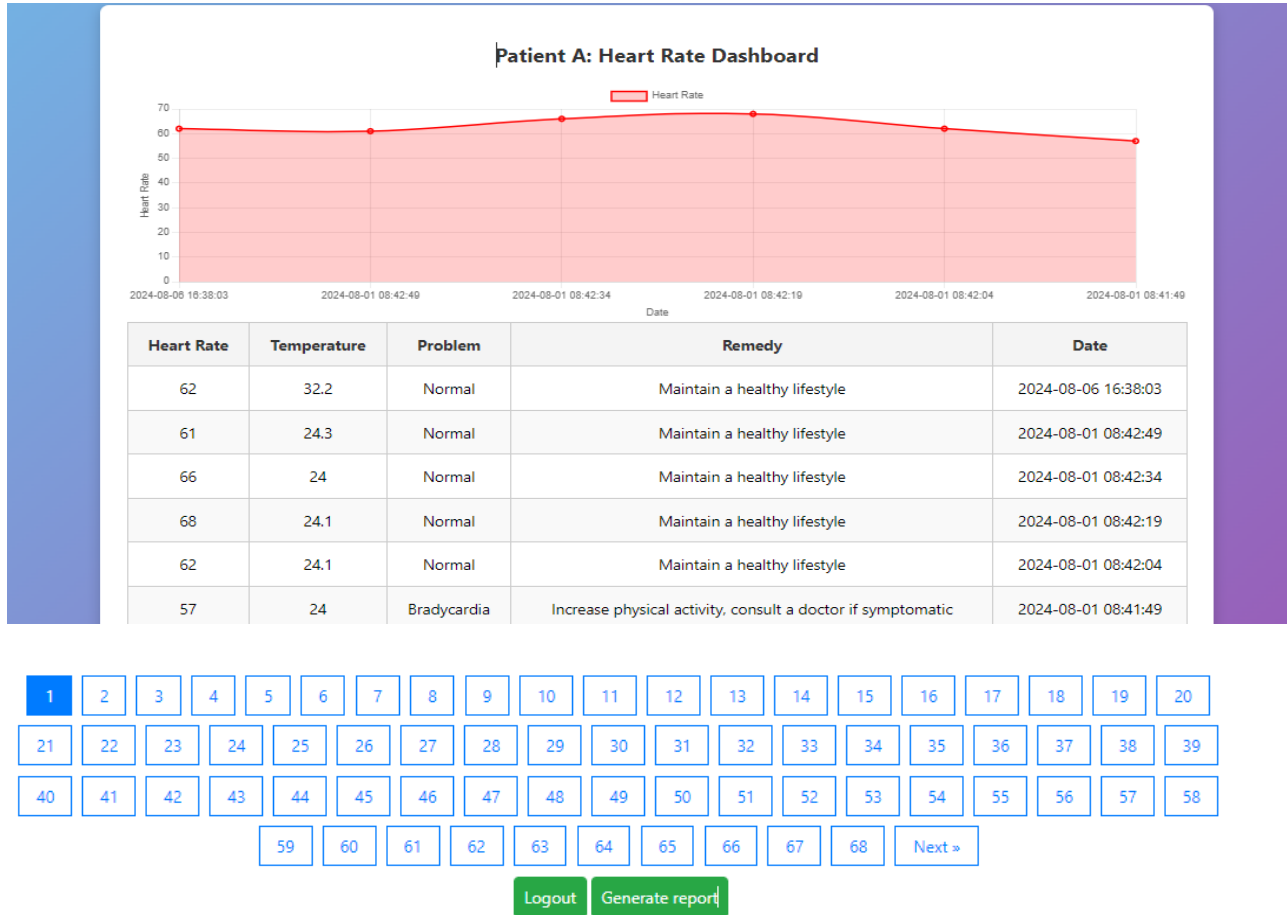 Patient A: Heart Rate Dashboard
Heart Rate
70
60
50
40
30
20
10
0
Heart Rate
2024-08-06 16:38:03 2024-08-01 08:42:49 2024-08-01 08:42:34 2024-08-01 08:42:19 2024-08-01 08:42:04 2024-08-01 08:41:49
Date
Heart Rate Temperature Problem Remedy Date
62 32.2 Normal Maintain a healthy lifestyle 2024-08-06 16:38:03
61 24.3 Normal Maintain a healthy lifestyle 2024-08-01 08:42:49
66 24 Normal Maintain a healthy lifestyle 2024-08-01 08:42:34
68 24.1 Normal Maintain a healthy lifestyle 2024-08-01 08:42:19
62 24.1 Normal Maintain a healthy lifestyle 2024-08-01 08:42:04
57 24 Bradycardia Increase physical activity, consult a doctor if symptomatic 2024-08-01 08:41:49
1 2 3 4 5 6 7 8 9 10 11 12 13 14 15 16 17 18 19 20
21 22 23 24 25 26 27 28 29 30 31 32 33 34 35 36 37 38 39
40 41 42 43 44 45 46 47 48 49 50 51 52 53 54 55 56 57 58
59 60 61 62 63 64 65 66 67 68 Next »
Logout Generate report